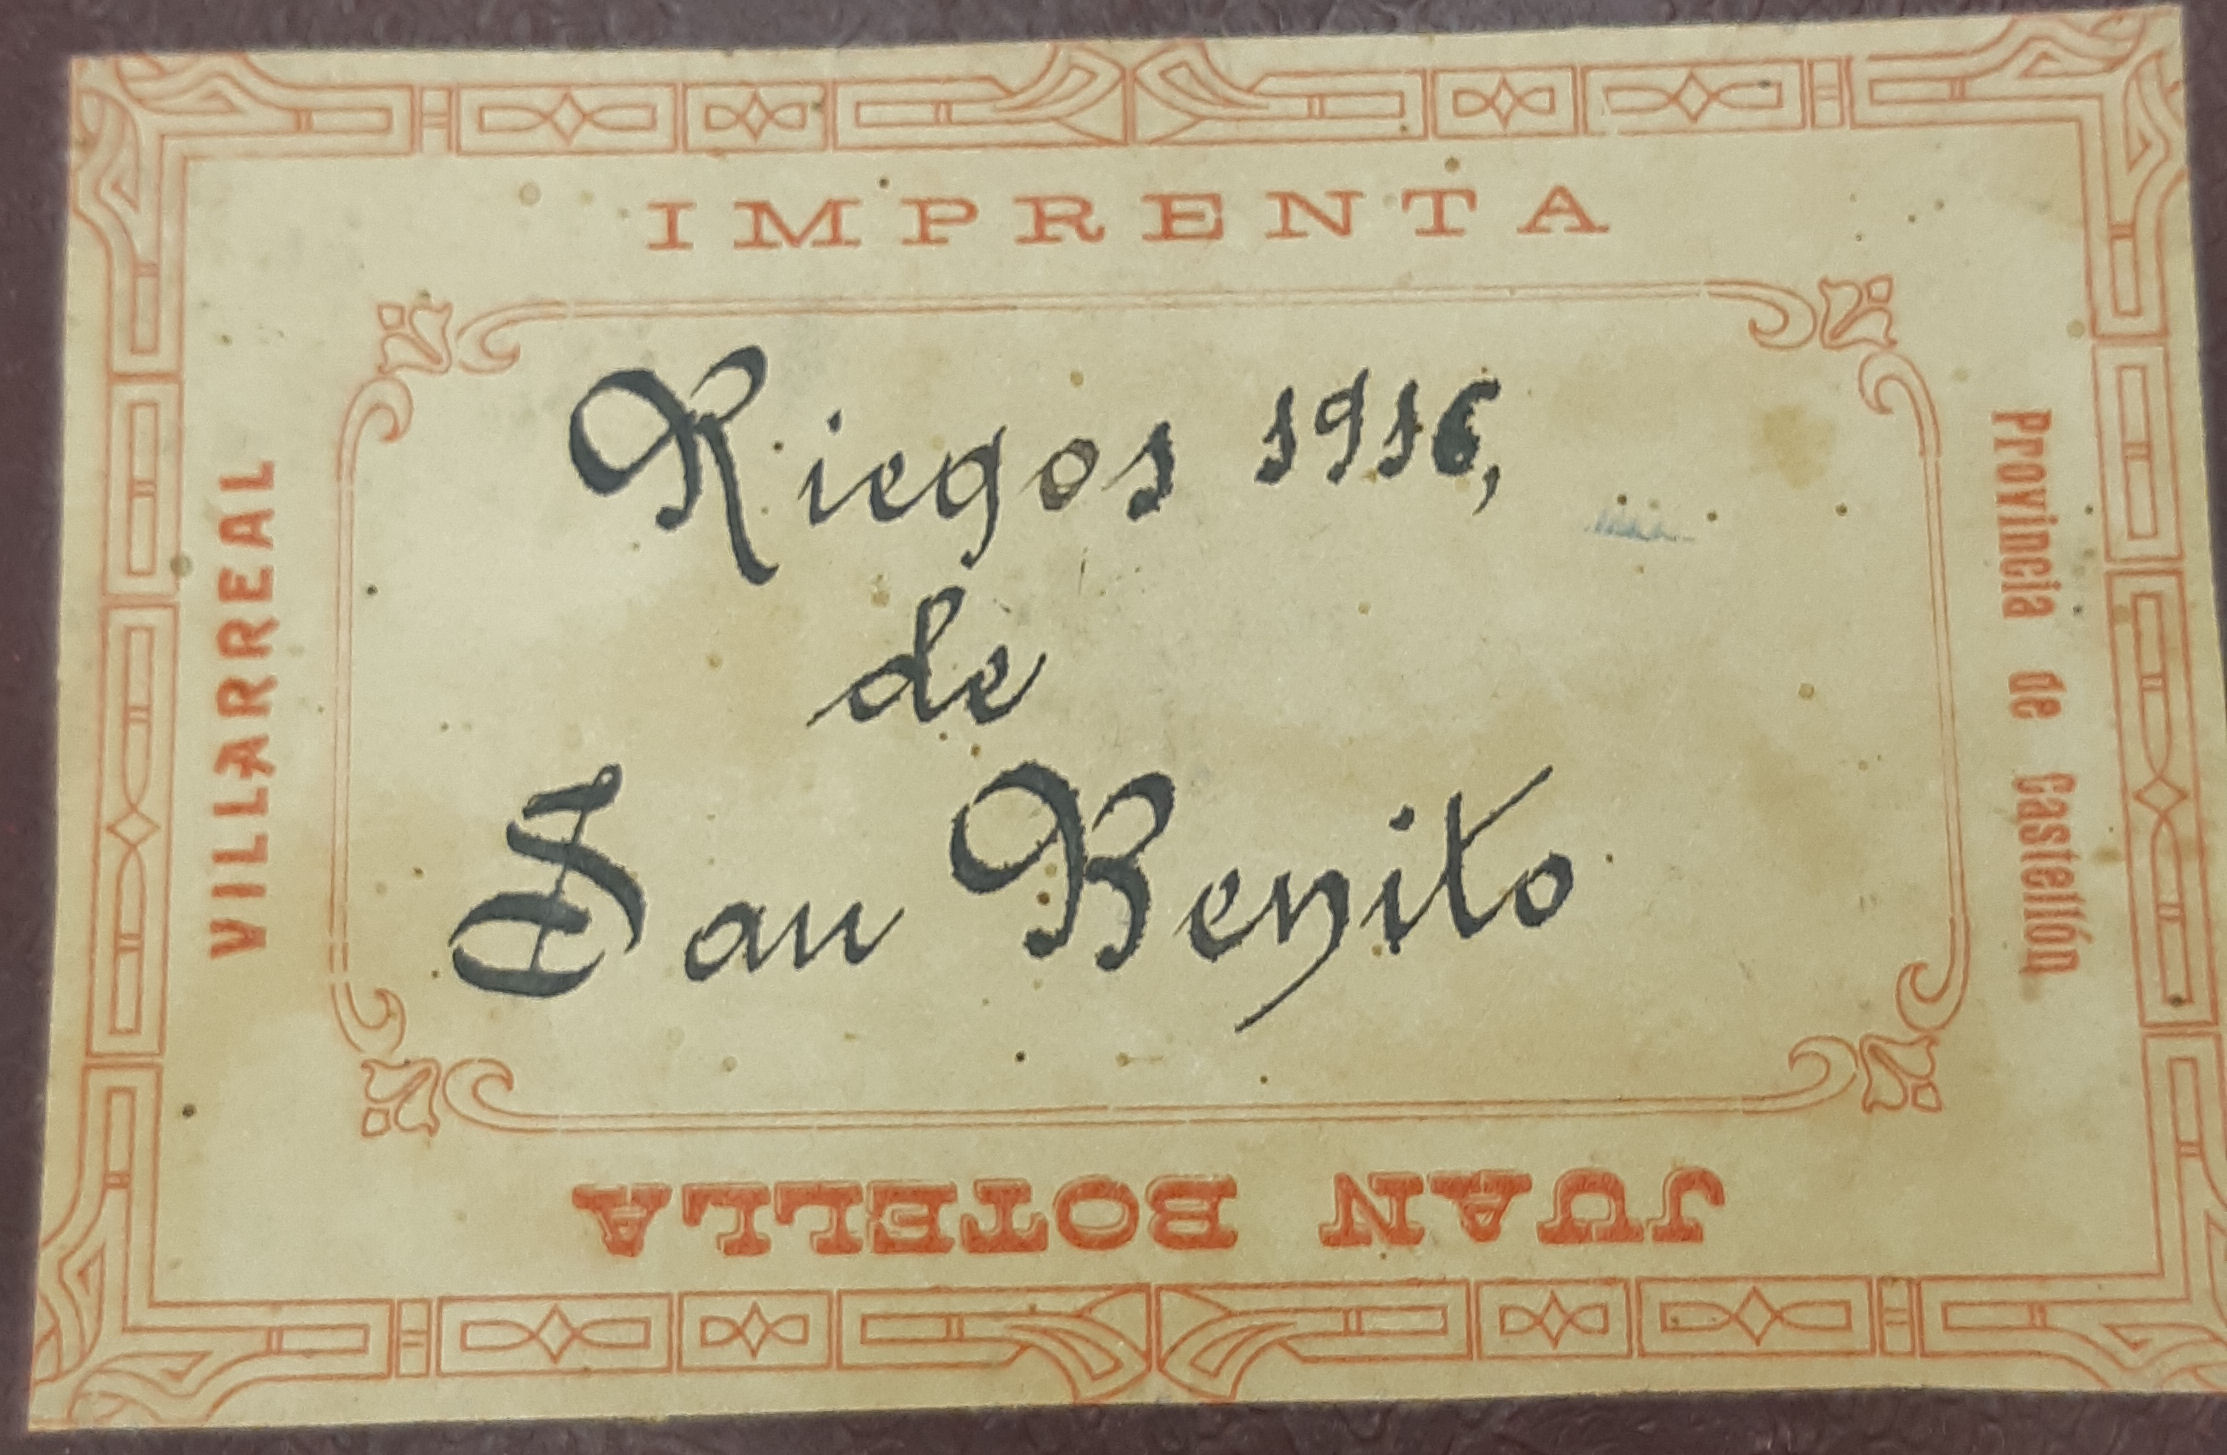 IMPRENTA
VILLARREAL
Riegos 1916,
de
San Benito
Provincia de Castellón
JUAN BOTELLA